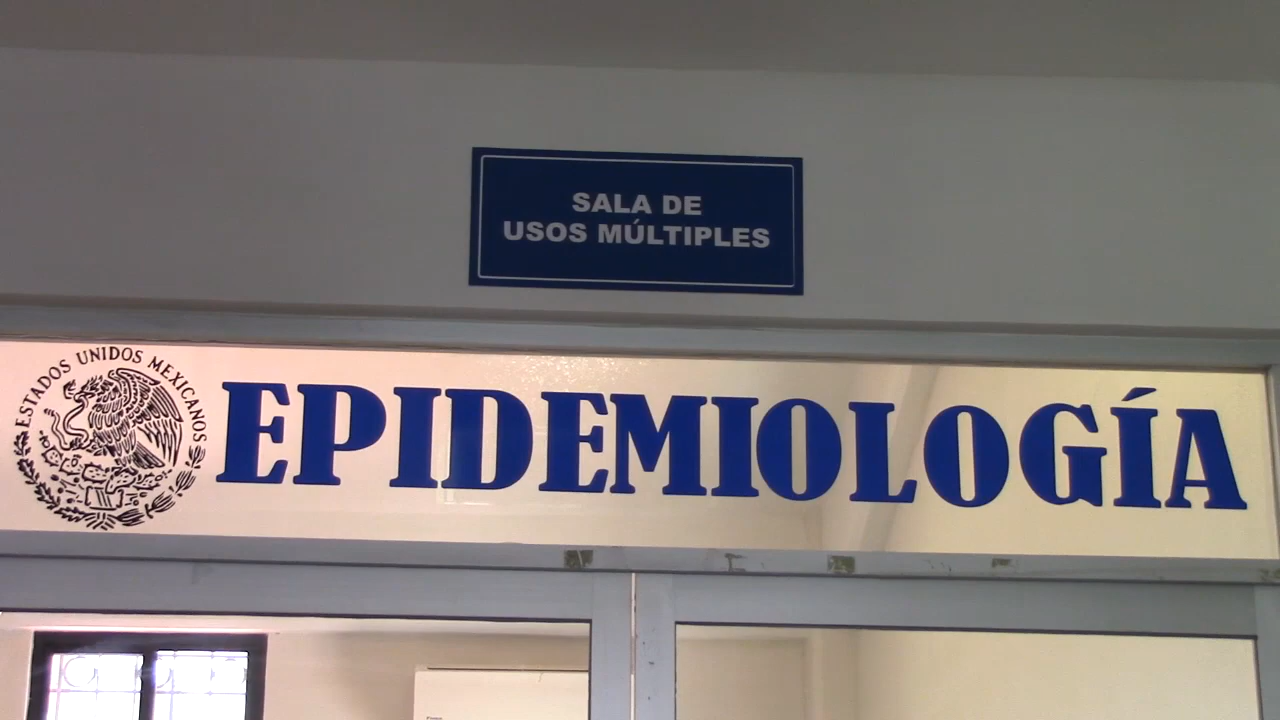 SALA DE
USOS MÚLTIPLES
ESTADOS UNIDOS MEXICANOS
EPIDEMIOLOGÍA